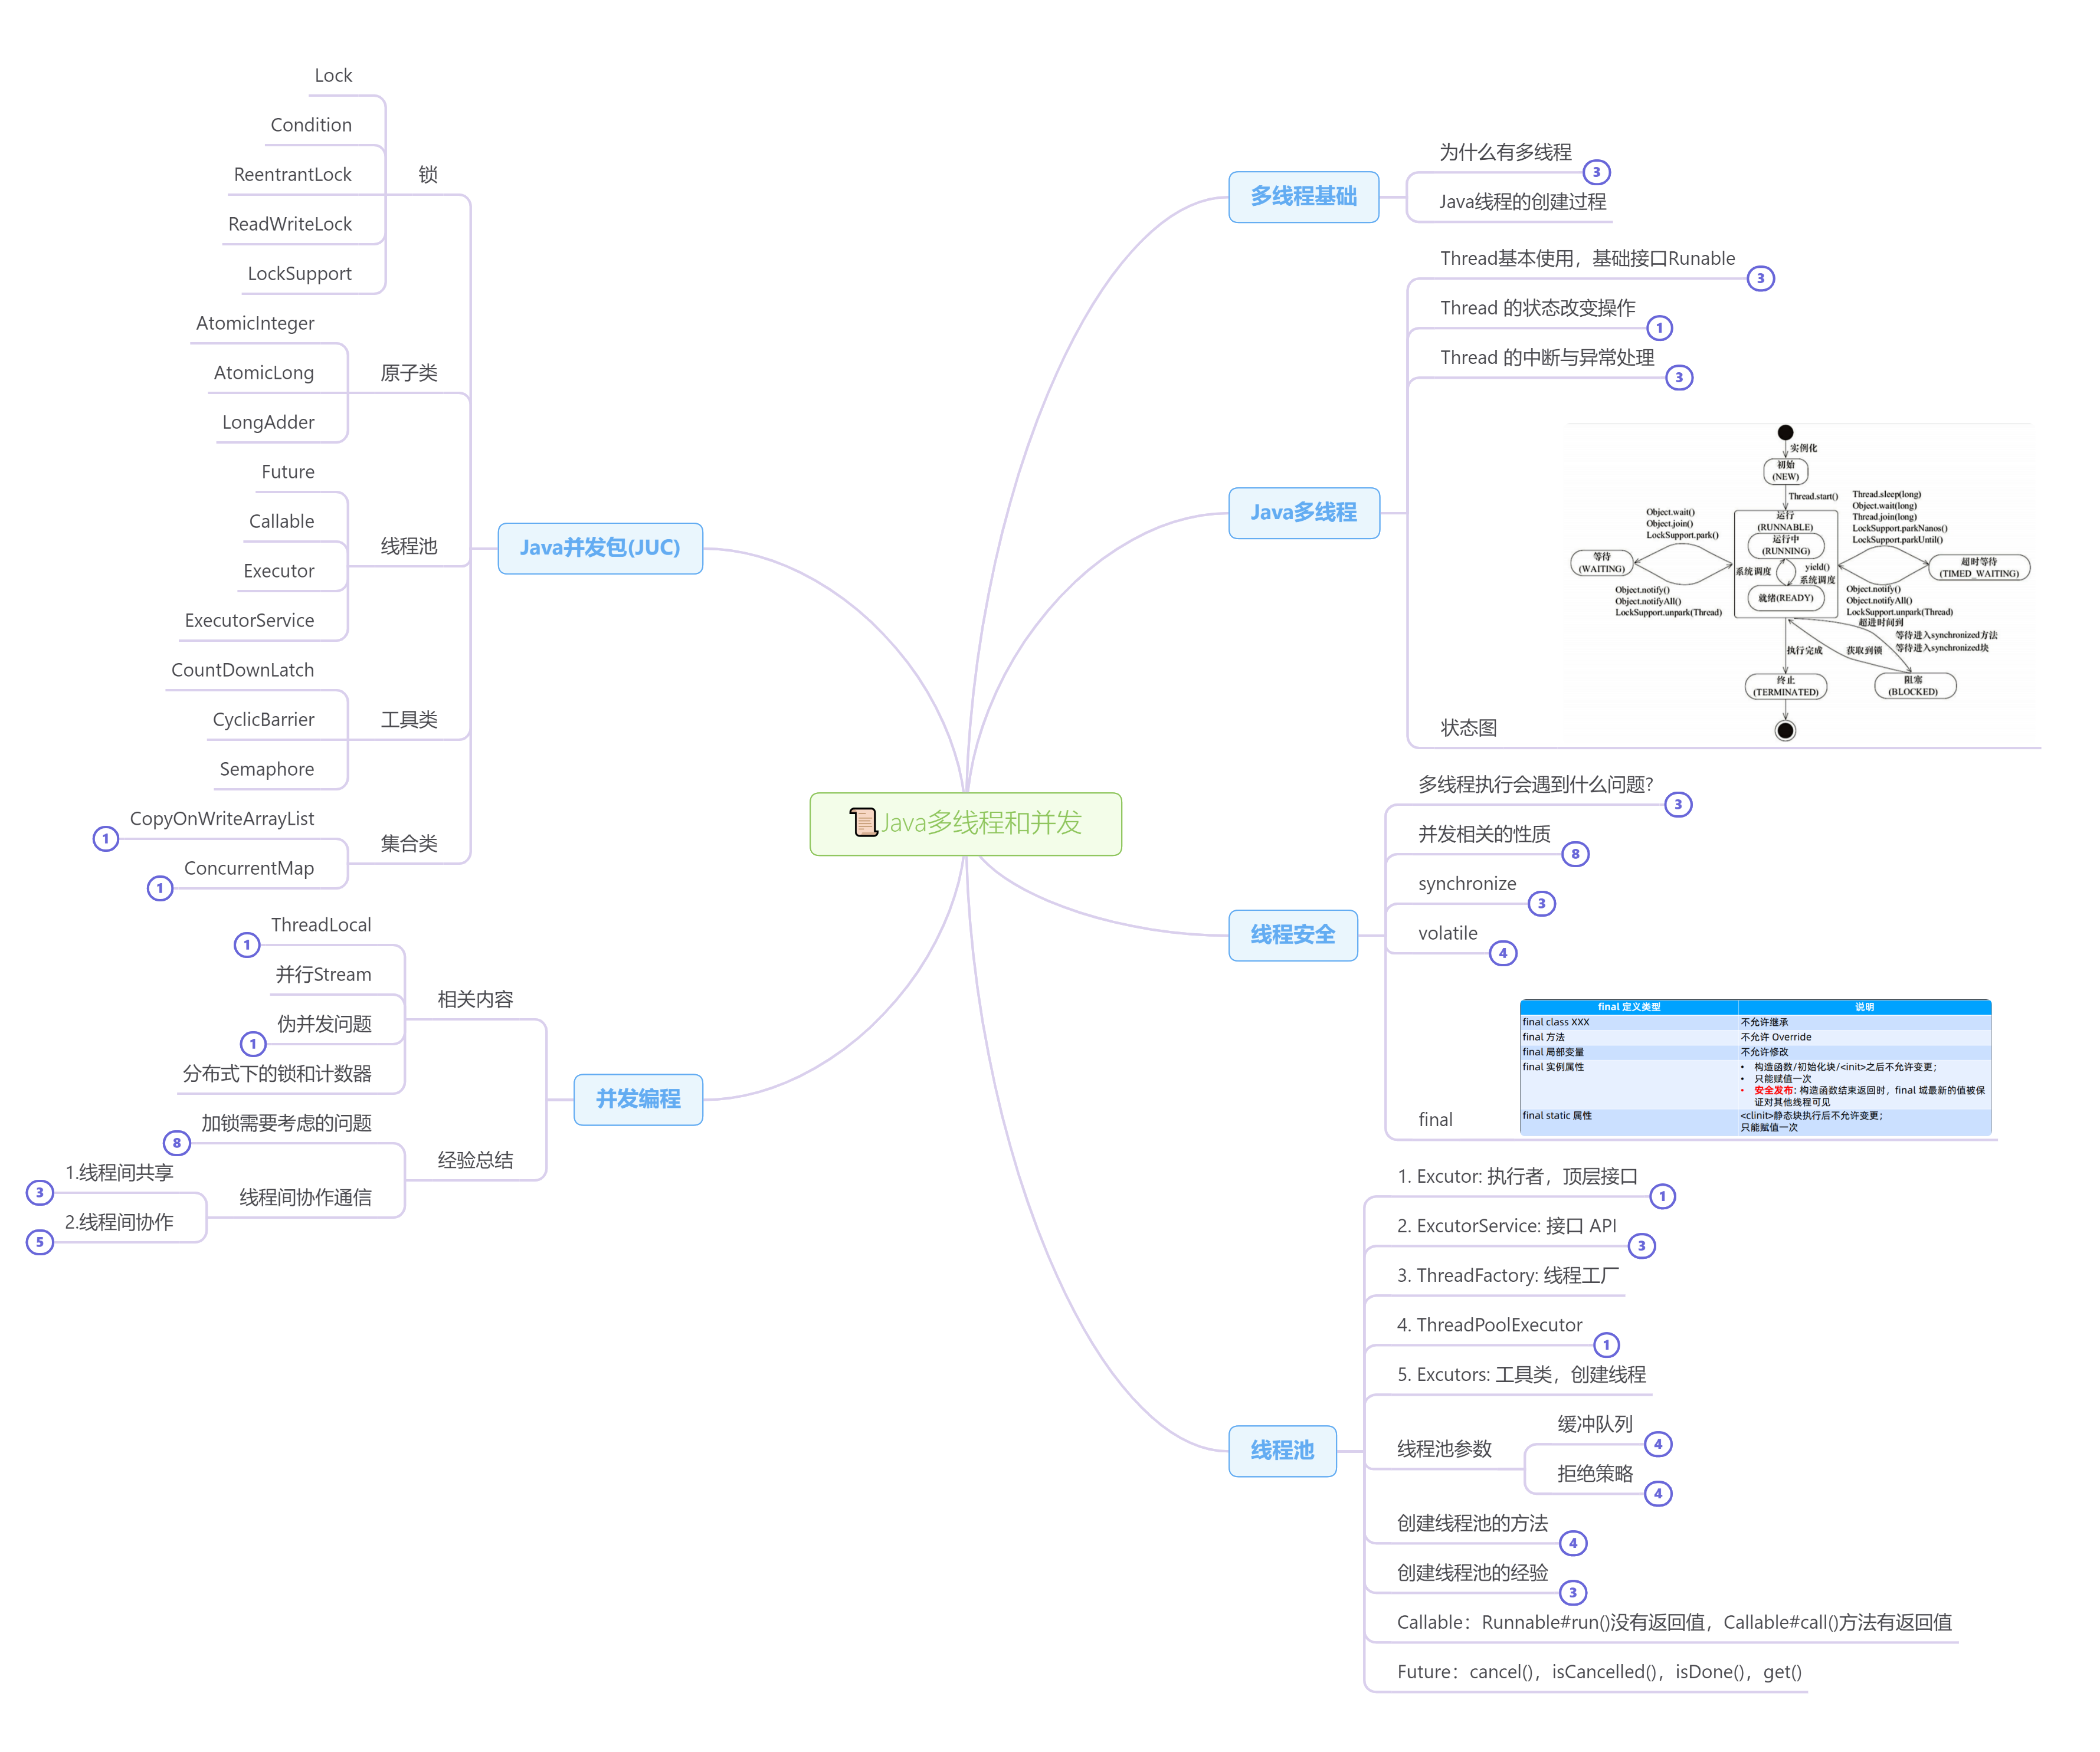 Java多线程和并发
多线程基础
为什么有多线程
3
Java线程的创建过程
Java多线程
Thread基本使用，基础接口Runable
3
Thread 的状态改变操作
1
Thread 的中断与异常处理
3
状态图
实例化
初始
(NEW)
Thread.start()
Object.wait()
Object.join()
LockSupport.park()
运行
(RUNNABLE)
运行中
(RUNNING)
系统调度
yield()
系统调度
就绪(READY)
Thread.sleep(long)
Object.wait(long)
Thread.join(long)
LockSupport.parkNanos()
LockSupport.parkUntil()
等待
(WAITING)
超时等待
(TIMED_WAITING)
Object.notify()
Object.notifyAll()
LockSupport.unpark(Thread)
Object.notify()
Object.notifyAll()
LockSupport.unpark(Thread)
超进时间到
等待进入synchronized方法
等待进入synchronized块
执行完成
获取到锁
终止
(TERMINATED)
阻塞
(BLOCKED)
线程安全
多线程执行会遇到什么问题?
3
并发相关的性质
8
synchronize
3
volatile
4
final
final 定义类型 说明
final class XXX 不允许继承
final 方法 不允许 Override
final 局部变量 不允许修改
final 实例属性 • 构造函数/初始化块/<init>之后不允许变更；
• 只能赋值一次
• 安全发布: 构造函数结束返回时，final 域最新的值被保
证对其他线程可见
final static 属性 <clinit>静态块执行后不允许变更；
只能赋值一次
线程池
1. Excutor: 执行者，顶层接口
1
2. ExcutorService: 接口 API
3
3. ThreadFactory: 线程工厂
4. ThreadPoolExecutor
1
5. Excutors: 工具类，创建线程
线程池参数
缓冲队列
4
拒绝策略
4
创建线程池的方法
4
创建线程池的经验
3
Callable：Runnable#run()没有返回值，Callable#call()方法有返回值
Future：cancel()，isCancelled()，isDone()，get()
Java并发包(JUC)
锁
Lock
Condition
ReentrantLock
ReadWriteLock
LockSupport
原子类
AtomicInteger
AtomicLong
LongAdder
线程池
Future
Callable
Executor
ExecutorService
工具类
CountDownLatch
CyclicBarrier
Semaphore
集合类
CopyOnWriteArrayList
1
ConcurrentMap
1
并发编程
相关内容
ThreadLocal
1
并行Stream
伪并发问题
1
分布式下的锁和计数器
经验总结
加锁需要考虑的问题
8
线程间协作通信
1.线程间共享
3
2.线程间协作
5